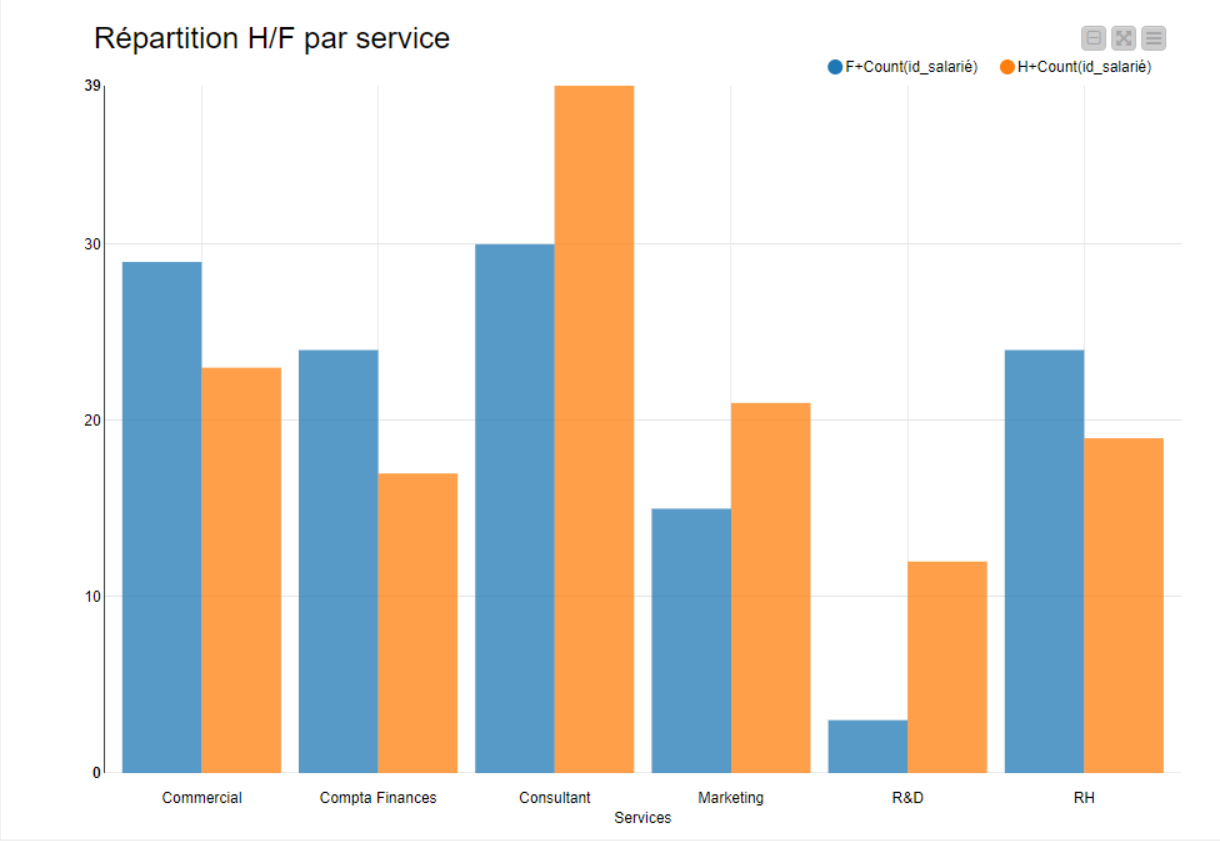 Répartition H/F par service
F+Count(id_salarié) H+Count(id_salarié)
39
30
20
10
0
Commercial Compta Finances Consultant Marketing R&D RH
Services